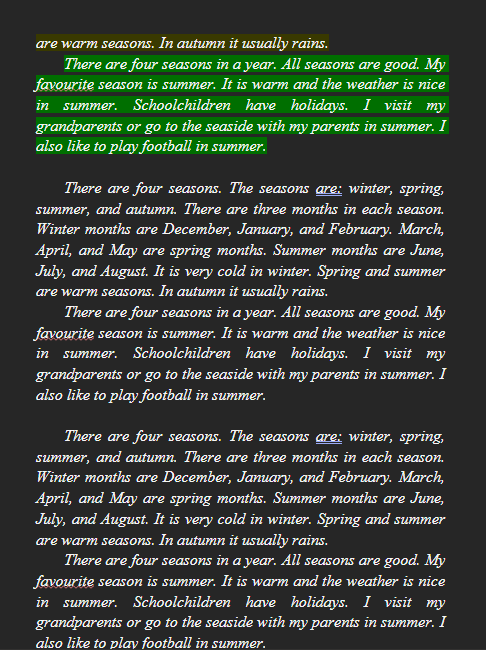 are warm seasons. In autumn it usually rains.
There are four seasons in a year. All seasons are good. My
favourite season is summer. It is warm and the weather is nice
in summer. Schoolchildren have holidays. I visit my
grandparents or go to the seaside with my parents in summer. I
also like to play football in summer.
There are four seasons. The seasons are: winter, spring,
summer, and autumn. There are three months in each season.
Winter months are December, January, and February. March,
April, and May are spring months. Summer months are June,
July, and August. It is very cold in winter. Spring and summer
are warm seasons. In autumn it usually rains.
There are four seasons in a year. All seasons are good. My
favourite season is summer. It is warm and the weather is nice
in summer. Schoolchildren have holidays. I visit my
grandparents or go to the seaside with my parents in summer. I
also like to play football in summer.
There are four seasons. The seasons are: winter, spring,
summer, and autumn. There are three months in each season.
Winter months are December, January, and February. March,
April, and May are spring months. Summer months are June,
July, and August. It is very cold in winter. Spring and summer
are warm seasons. In autumn it usually rains.
There are four seasons in a year. All seasons are good. My
favourite season is summer. It is warm and the weather is nice
in summer. Schoolchildren have holidays. I visit my
grandparents or go to the seaside with my parents in summer. I
also like to play football in summer.